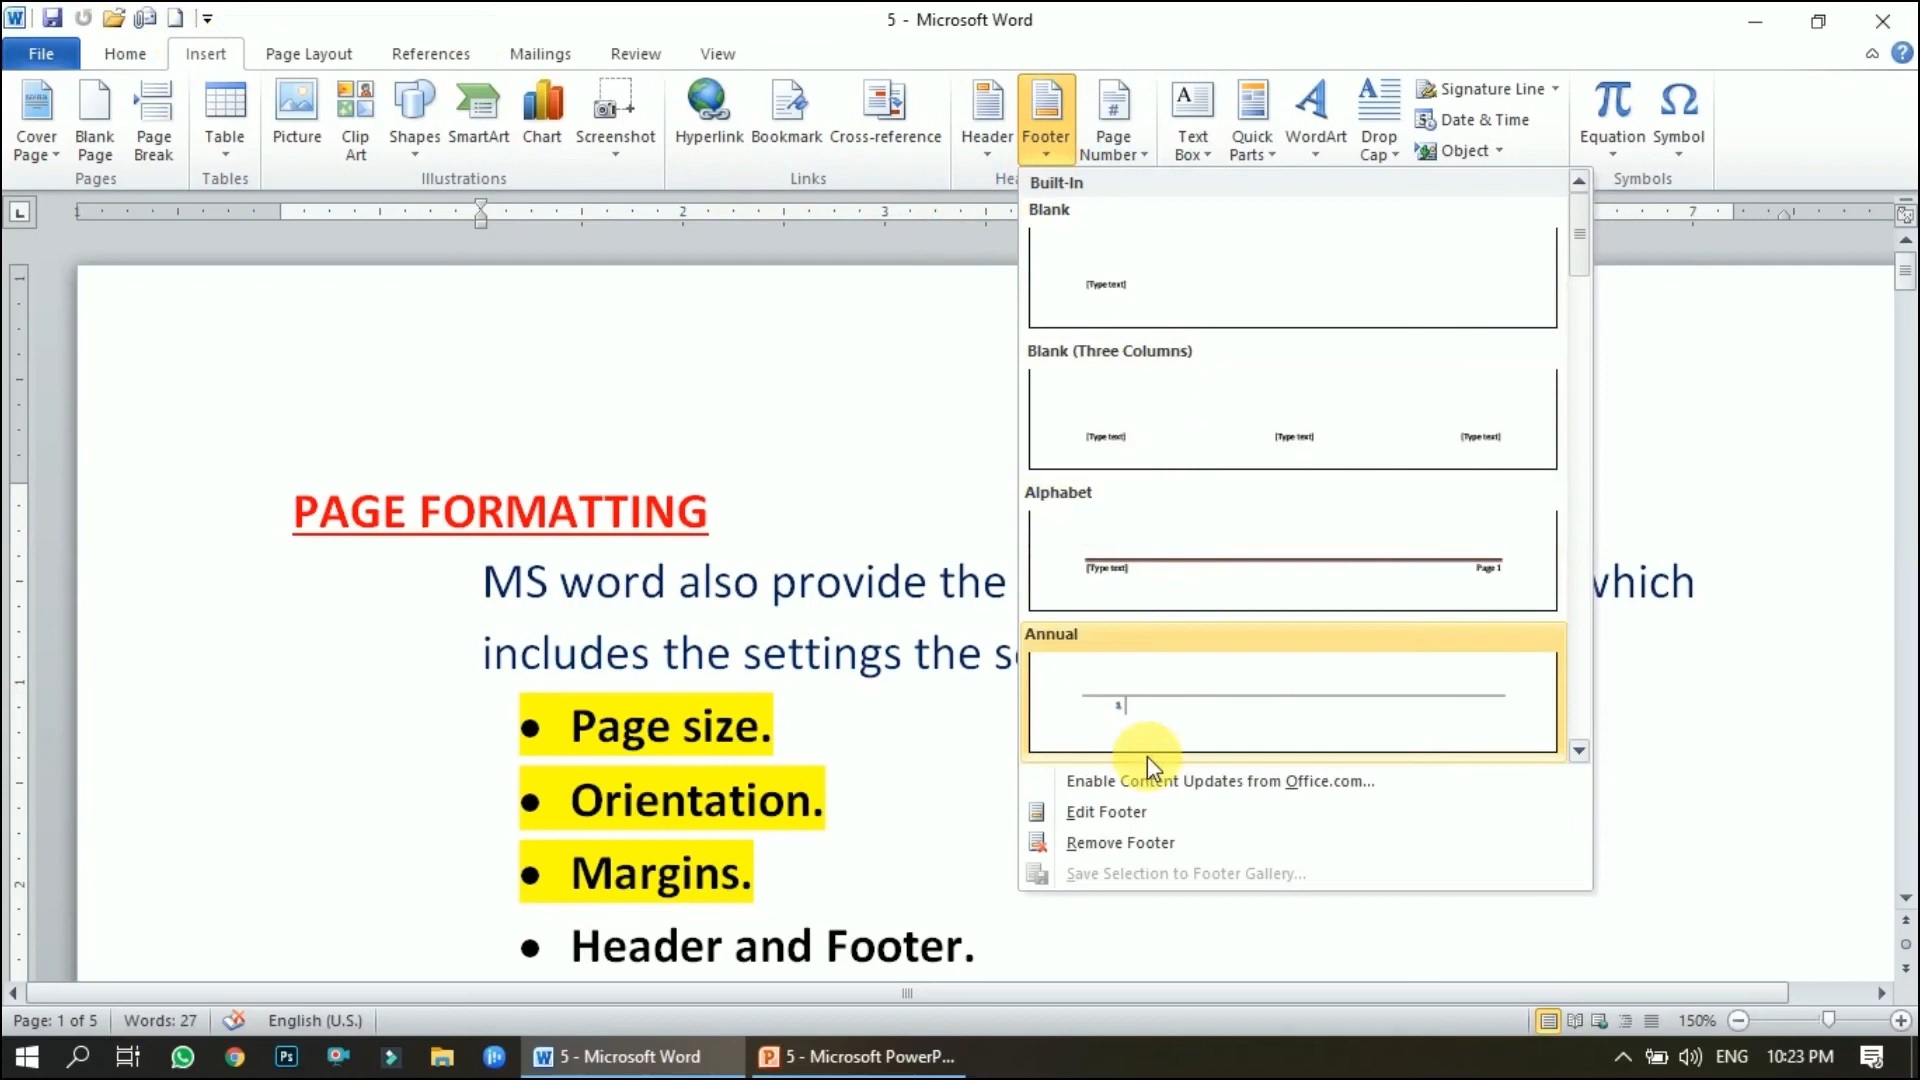 5 - Microsoft Word
File Home Insert Page Layout References Mailings Review View
Cover Page
Blank Page
Page Break
Table
Picture
Clip Art
Shapes
SmartArt
Chart
Screenshot
Hyperlink
Bookmark
Cross-reference
Header
Footer
Page Number
Text Box
Quick Parts
WordArt
Drop Cap
Signature Line
Date & Time
Object
Equation
Symbol
Pages Tables Illustrations Links Symbols
2 3 7
Built-In
Blank
[Type text]
Blank (Three Columns)
[Type text] [Type text] [Type text]
Alphabet
[Type text] Page 1
Annual
1
Enable Content Updates from Office.com...
Edit Footer
Remove Footer
Save Selection to Footer Gallery...
PAGE FORMATTING
MS word also provide the which
includes the settings the s
• Page size.
• Orientation.
• Margins.
• Header and Footer.
Page: 1 of 5 Words: 27 English (U.S.) 150%
5 - Microsoft Word 5 - Microsoft PowerP... ENG 10:23 PM